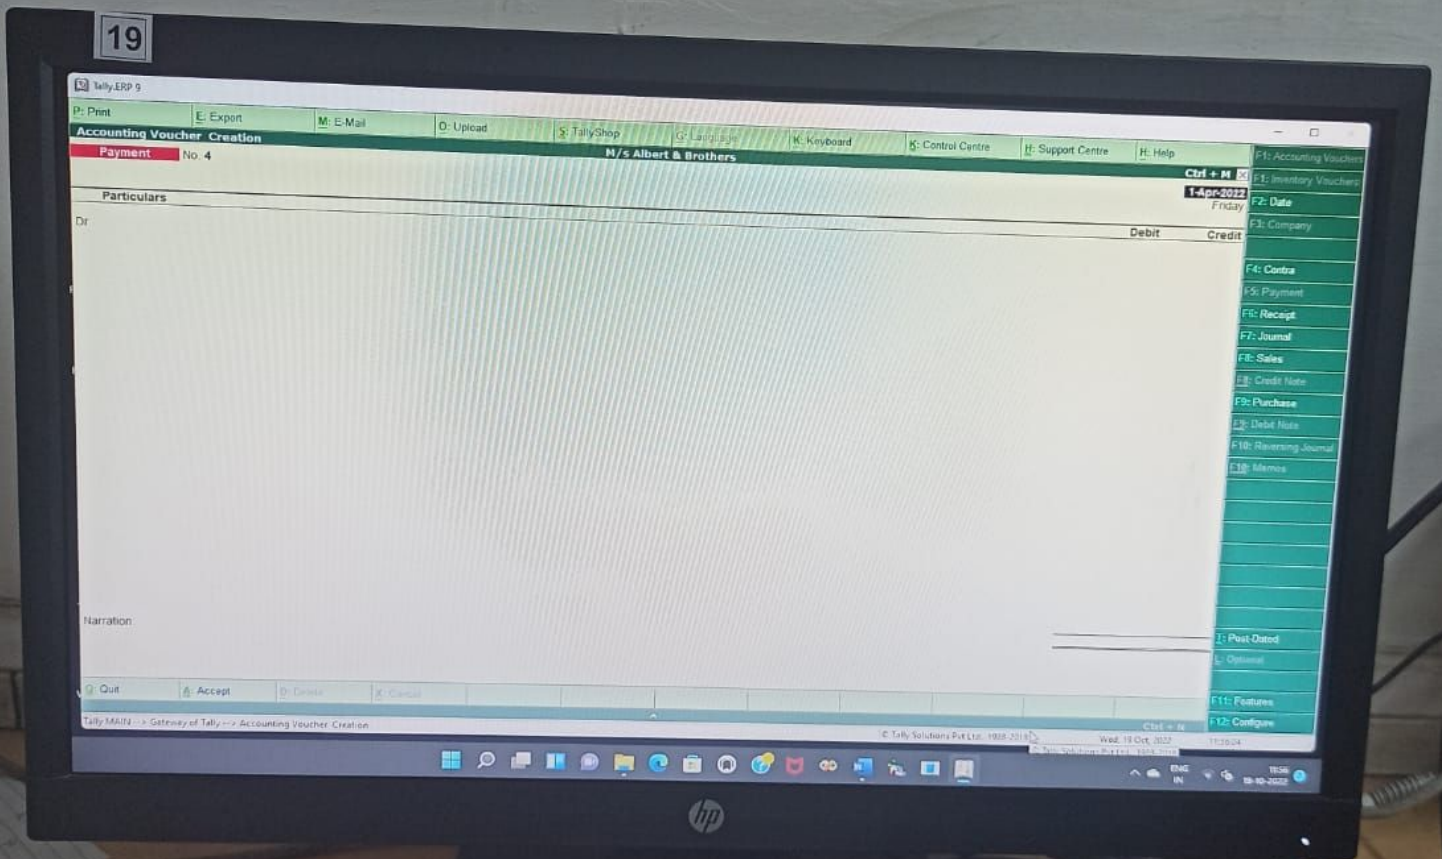 19
Tally.ERP 9
P: Print E: Export M: E-Mail O: Upload S: TallyShop G: Language K: Keyboard K: Control Centre H: Support Centre H: Help
Accounting Voucher Creation M/s Albert & Brothers Ctrl + M
Payment No. 4 1-Apr-2022
Friday
Particulars Debit Credit
Dr
F1: Accounting Vouchers
F1: Inventory Vouchers
F2: Date
F3: Company
F4: Contra
F5: Payment
F6: Receipt
F7: Journal
F8: Sales
F8: Credit Note
F9: Purchase
F9: Debit Note
F10: Reversing Journal
F10: Memos
Narration
T: Post-Dated
L: Optional
F11: Features
F12: Configure
Q: Quit A: Accept D: Delete X: Cancel
Tally MAIN --> Gateway of Tally --> Accounting Voucher Creation Ctrl + N
© Tally Solutions Pvt Ltd., 1988-2018 Wed, 19 Oct, 2022
ENG
IN
11:56
19-10-2022
hp